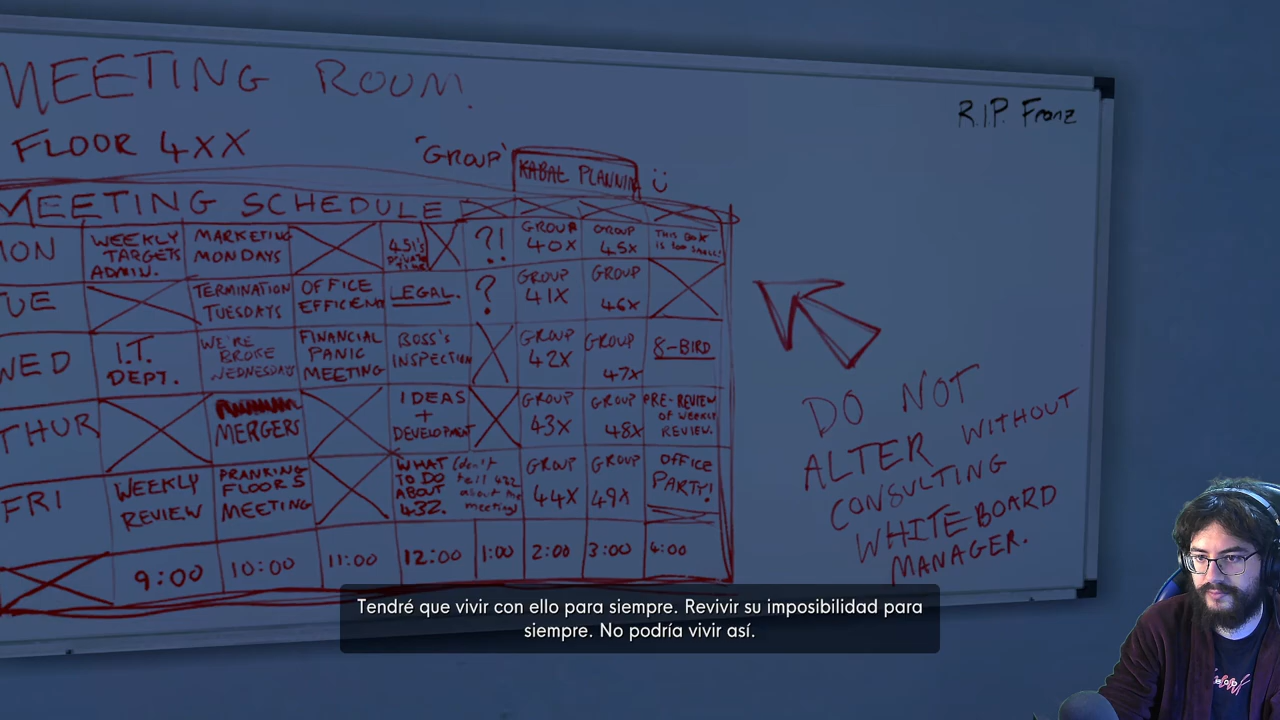 MEETING ROOM.
R.I.P. Franz
FLOOR 4XX
"GROUP"
KABAL PLANNIN
MEETING SCHEDULE
MON
WEEKLY
TARGETS
ADMIN.
MARKETING
MONDAYS
451'S
PRIVATE
TIME
?!
GROUP
40X
GROUP
45X
THIS BOX
IS TOO SMALL!
TUE
TERMINATION
TUESDAYS
OFFICE
EFFICIENT
LEGAL.
?
GROUP
41X
GROUP
46X
WED
I.T.
DEPT.
WE'RE
BROKE
WEDNESDAYS
FINANCIAL
PANIC
MEETING
BOSS'S
INSPECTION
GROUP
42X
GROUP
47X
8-BIRD
THUR
MERGERS
IDEAS
+
DEVELOPMENT
GROUP
43X
GROUP
48X
PRE-REVIEW
OF WEEKLY
REVIEW.
FRI
WEEKLY
REVIEW
PRANKING
FLOOR 5
MEETING
WHAT
TO DO
ABOUT
432.
(don't
tell 432
about the
meeting)
GROUP
44X
GROUP
49X
OFFICE
PARTY!
9:00
10:00
11:00
12:00
1:00
2:00
3:00
4:00
DO NOT
ALTER WITHOUT
CONSULTING
WHITEBOARD
MANAGER.
Tendré que vivir con ello para siempre. Revivir su imposibilidad para
siempre. No podría vivir así.